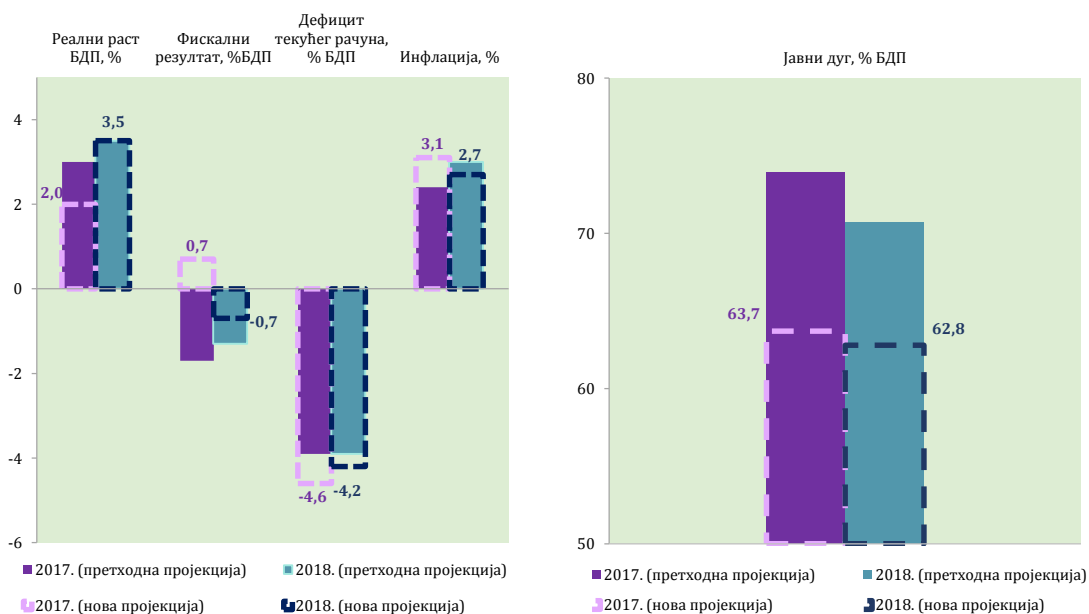 Реални раст
БДП, %
Фискални
резултат, %БДП
Дефицит
текућег рачуна,
% БДП
Инфлација, %
4
2
0
-2
-4
-6
2,0
3,5
0,7
-0,7
-4,6
-4,2
3,1
2,7
2017. (претходна пројекција)
2018. (претходна пројекција)
2017. (нова пројекција)
2018. (нова пројекција)
Јавни дуг, % БДП
80
70
60
50
63,7
62,8
2017. (претходна пројекција)
2018. (претходна пројекција)
2017. (нова пројекција)
2018. (нова пројекција)